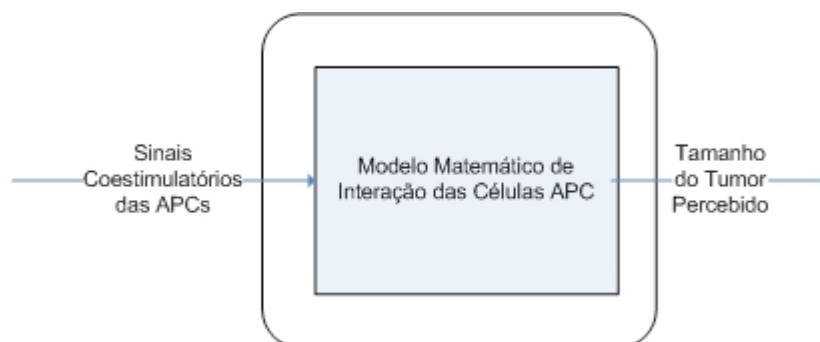 Sinais
Coestimulatórios
das APCs
Modelo Matemático de
Interação das Células APC
Tamanho
do Tumor
Percebido